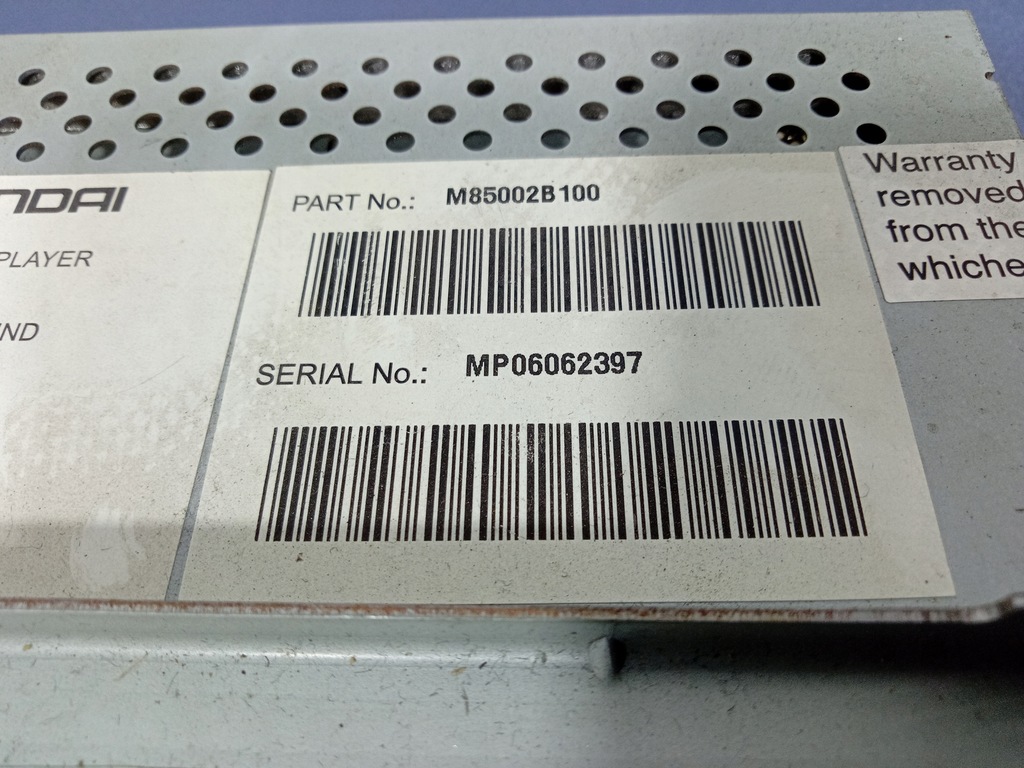 NDAI
PLAYER
ND
PART No.: M85002B100
SERIAL No.: MP06062397
Warranty
removed
from the
whiche